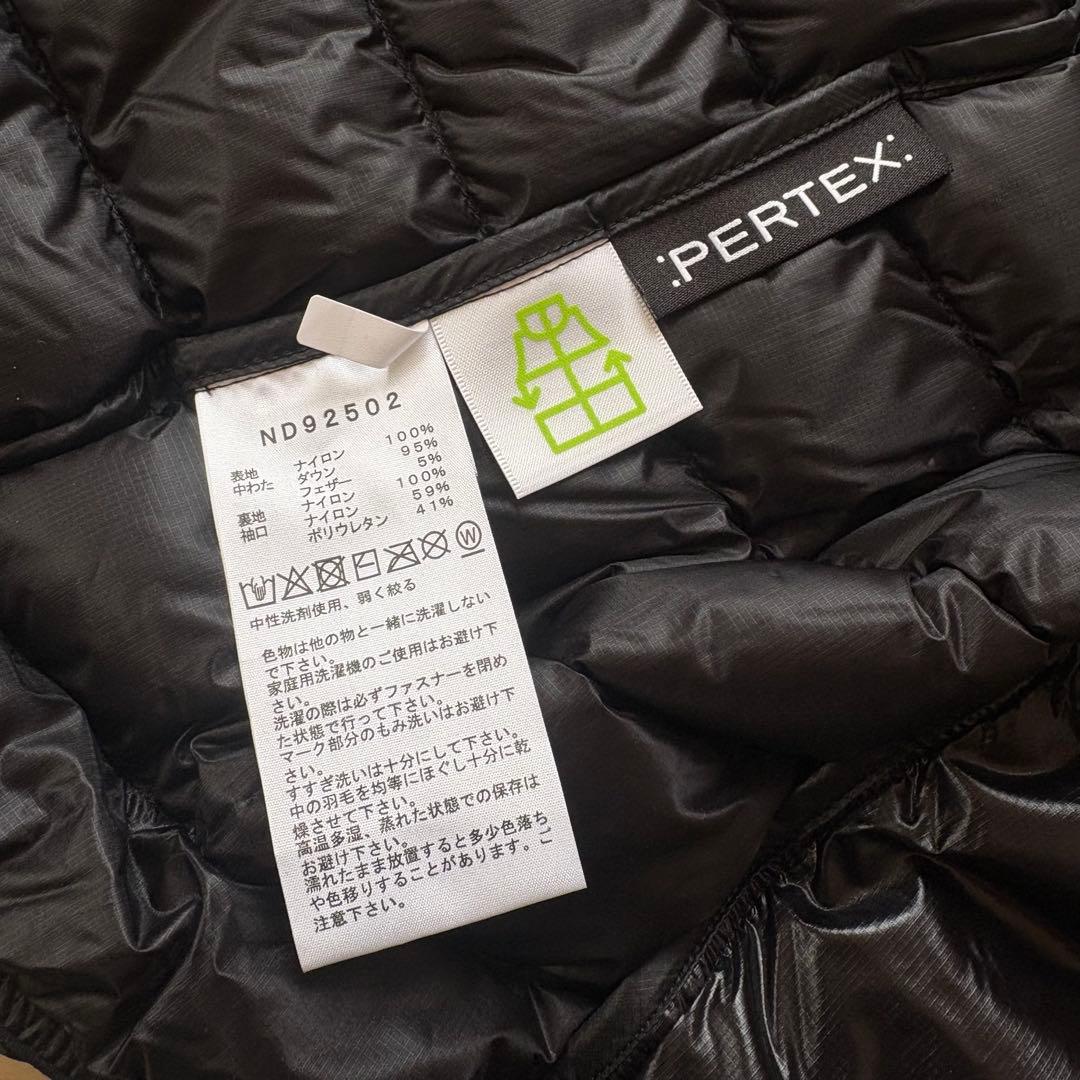 PERTEX
ND92502
表地 ナイロン 100%
中わた ダウン 95%
フェザー 5%
裏地 ナイロン 100%
袖口 ナイロン 59%
ポリウレタン 41%
W
中性洗剤使用、弱く絞る
色物は他の物と一緒に洗濯しない
で下さい。
家庭用洗濯機のご使用はお避け下
さい。
洗濯の際は必ずファスナーを閉め
た状態で行って下さい。
マーク部分のもみ洗いはお避け下
さい。
すすぎ洗いは十分にして下さい。
中の羽毛を均等にほぐし十分に乾
燥させて下さい。
高温多湿、蒸れた状態での保存は
お避け下さい。
濡れたまま放置すると多少色落ち
や色移りすることがあります。ご
注意下さい。